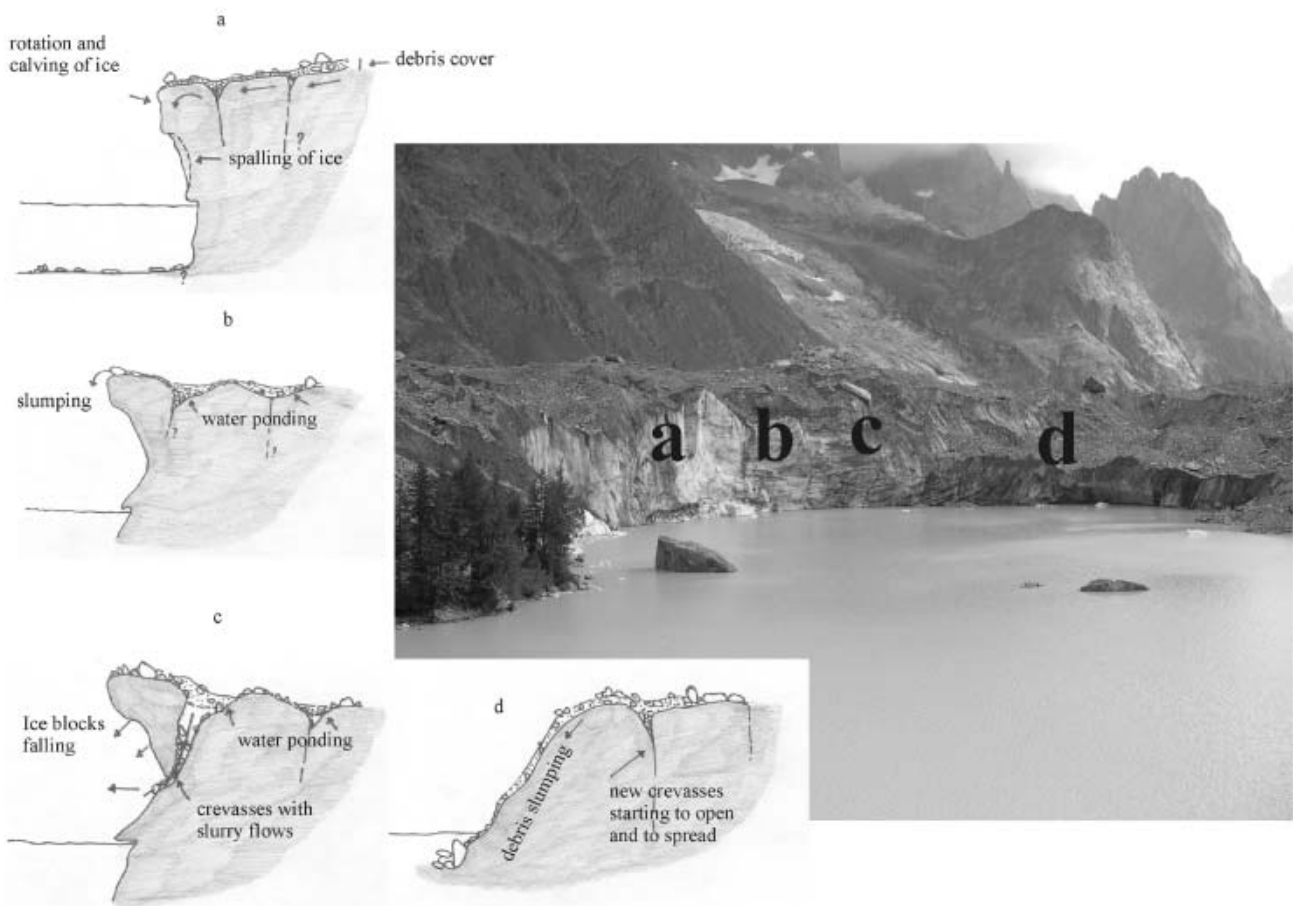 a
rotation and
calving of ice
debris cover
?
spalling of ice
?
b
slumping
water ponding
?
?
a b c d
c
Ice blocks
falling
water ponding
crevasses with
slurry flows
d
debris slumping
new crevasses
starting to open
and to spread